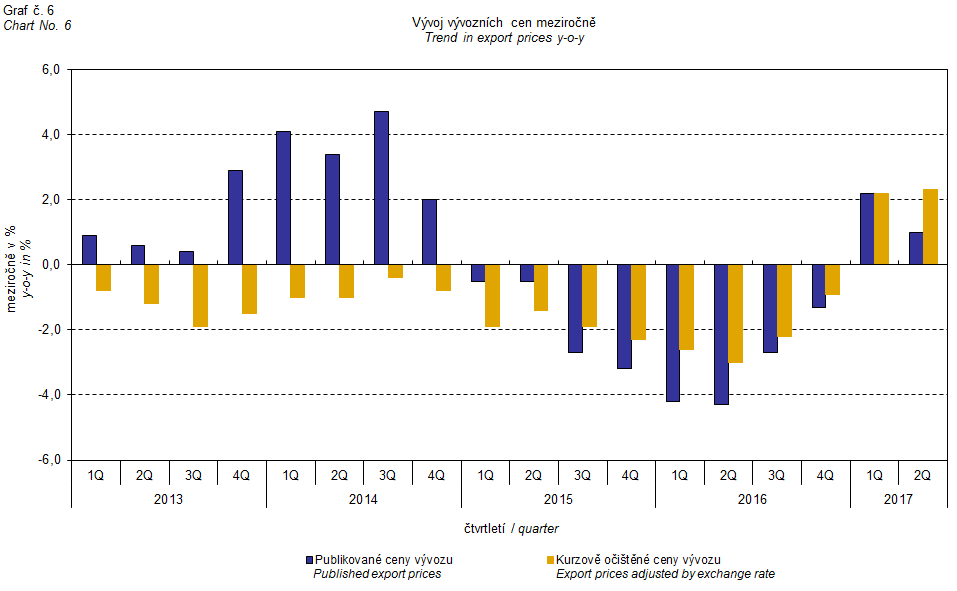 Graf č. 6
Chart No. 6
Vývoj vývozních cen meziročně
Trend in export prices y-o-y
meziročně v %
y-o-y in %
6,0
4,0
2,0
0,0
-2,0
-4,0
-6,0
1Q 2Q 3Q 4Q 1Q 2Q 3Q 4Q 1Q 2Q 3Q 4Q 1Q 2Q 3Q 4Q 1Q 2Q
2013 2014 2015 2016 2017
čtvrtletí / quarter
Publikované ceny vývozu Kurzově očištěné ceny vývozu
Published export prices Export prices adjusted by exchange rate